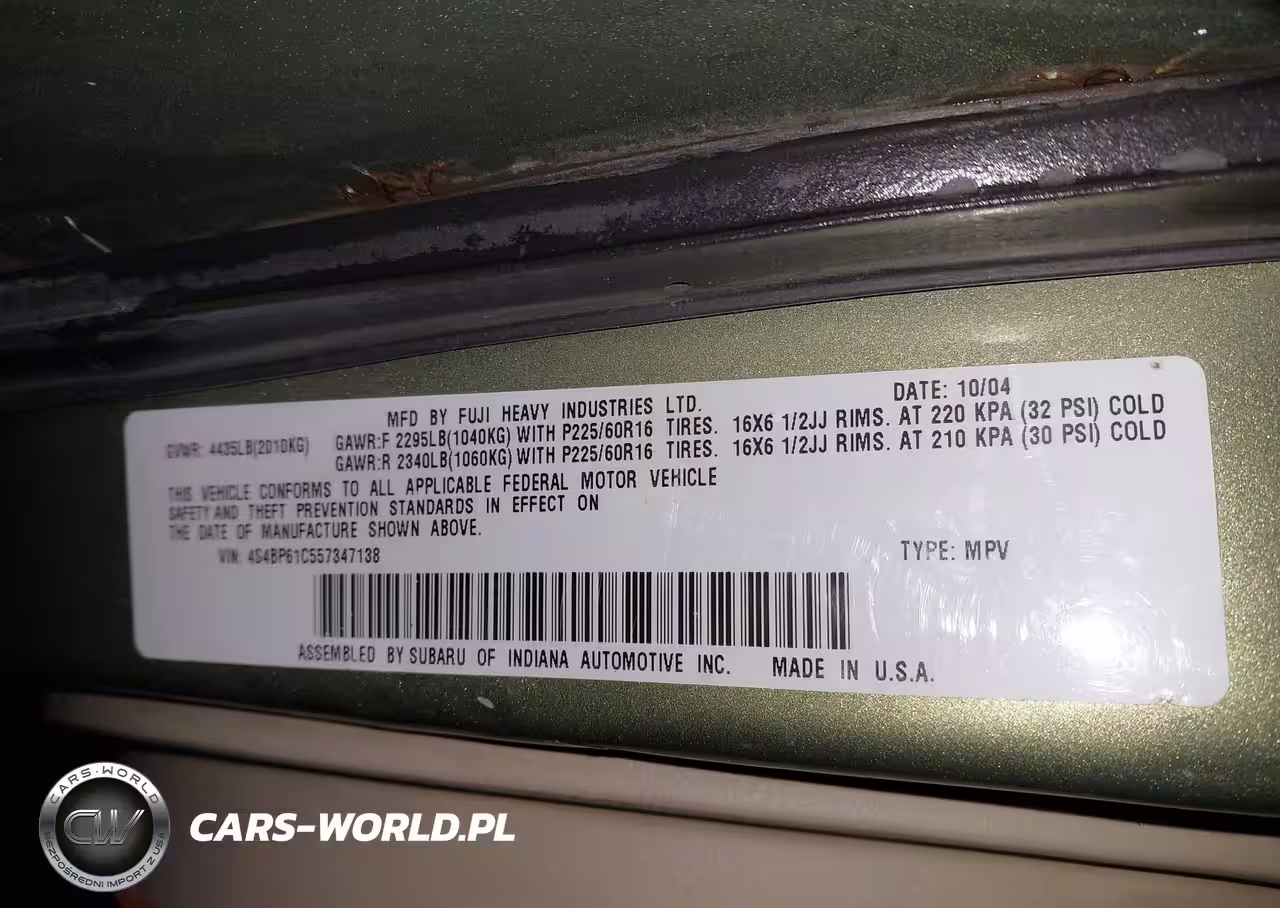 DATE: 10/04
MFD BY FUJI HEAVY INDUSTRIES LTD.
GVWR: 4435LB(2010KG) GAWR:F 2295LB(1040KG) WITH P225/60R16 TIRES. 16X6 1/2JJ RIMS. AT 220 KPA (32 PSI) COLD
GAWR:R 2340LB(1060KG) WITH P225/60R16 TIRES. 16X6 1/2JJ RIMS. AT 210 KPA (30 PSI) COLD
THIS VEHICLE CONFORMS TO ALL APPLICABLE FEDERAL MOTOR VEHICLE
SAFETY AND THEFT PREVENTION STANDARDS IN EFFECT ON
THE DATE OF MANUFACTURE SHOWN ABOVE.
VIN: 4S4BP61C557347138 TYPE: MPV
ASSEMBLED BY SUBARU OF INDIANA AUTOMOTIVE INC. MADE IN U.S.A.
CARS-WORLD
CW
BEZPOŚREDNI IMPORT Z USA
CARS-WORLD.PL